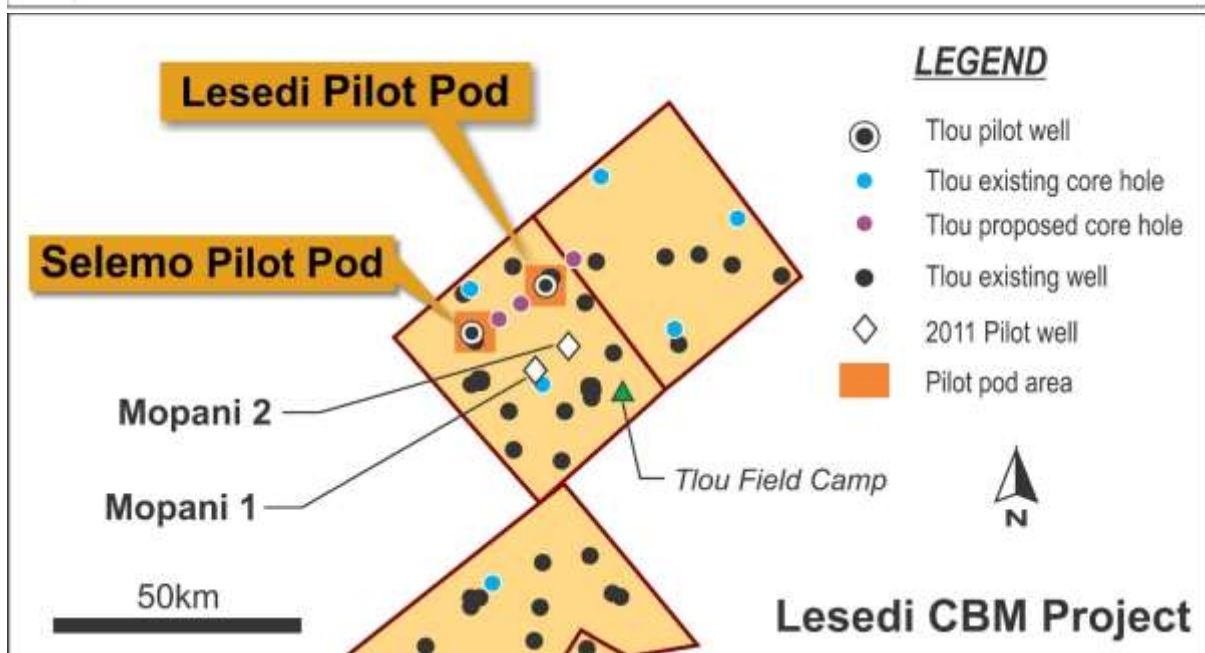 Lesedi Pilot Pod
Selemo Pilot Pod
Mopani 2
Mopani 1
Tlou Field Camp
50km
LEGEND
Tlou pilot well
Tlou existing core hole
Tlou proposed core hole
Tlou existing well
2011 Pilot well
Pilot pod area
N
Lesedi CBM Project